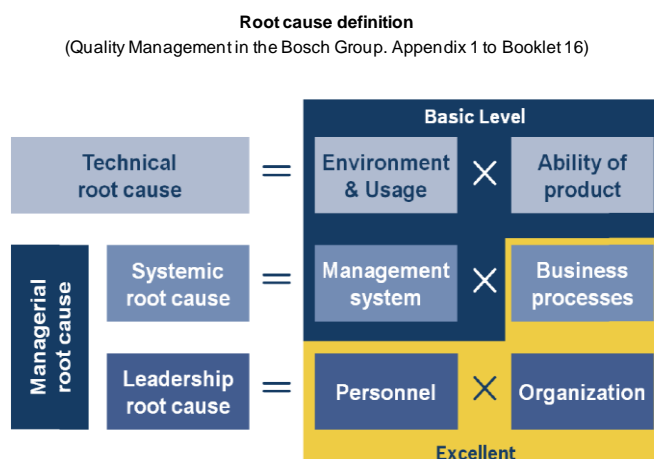 Root cause definition
(Quality Management in the Bosch Group. Appendix 1 to Booklet 16)
Basic Level
Technical
root cause
=
Environment
& Usage
×
Ability of
product
Managerial
root cause
Systemic
root cause
=
Management
system
×
Business
processes
Leadership
root cause
=
Personnel
×
Organization
Excellent